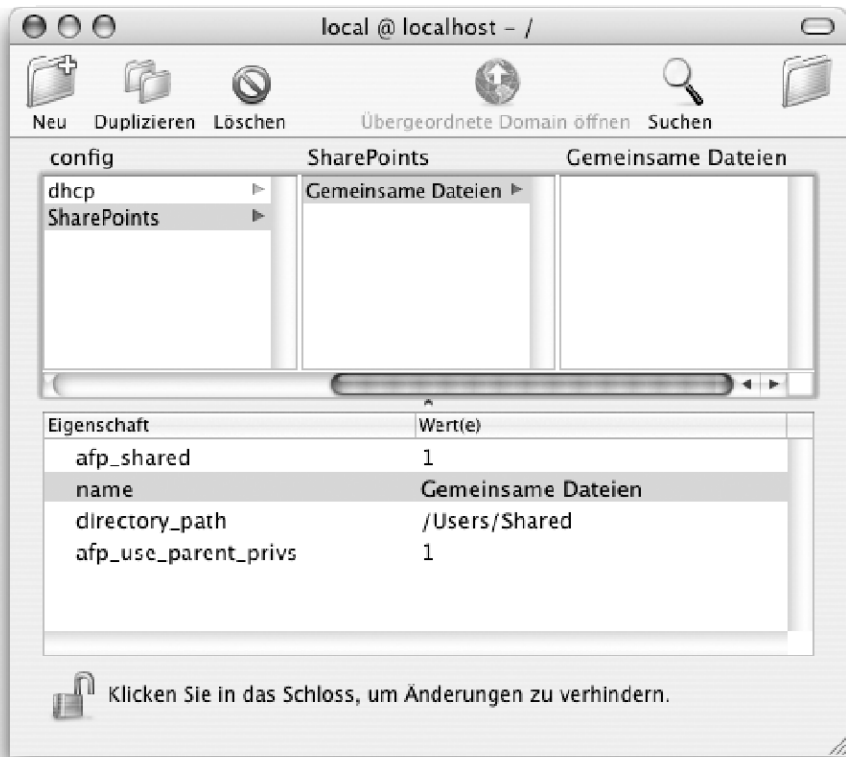 local @ localhost – /
Neu Duplizieren Löschen Übergeordnete Domain öffnen Suchen
config SharePoints Gemeinsame Dateien
dhcp Gemeinsame Dateien
SharePoints
Eigenschaft Wert(e)
afp_shared 1
name Gemeinsame Dateien
directory_path /Users/Shared
afp_use_parent_privs 1
Klicken Sie in das Schloss, um Änderungen zu verhindern.